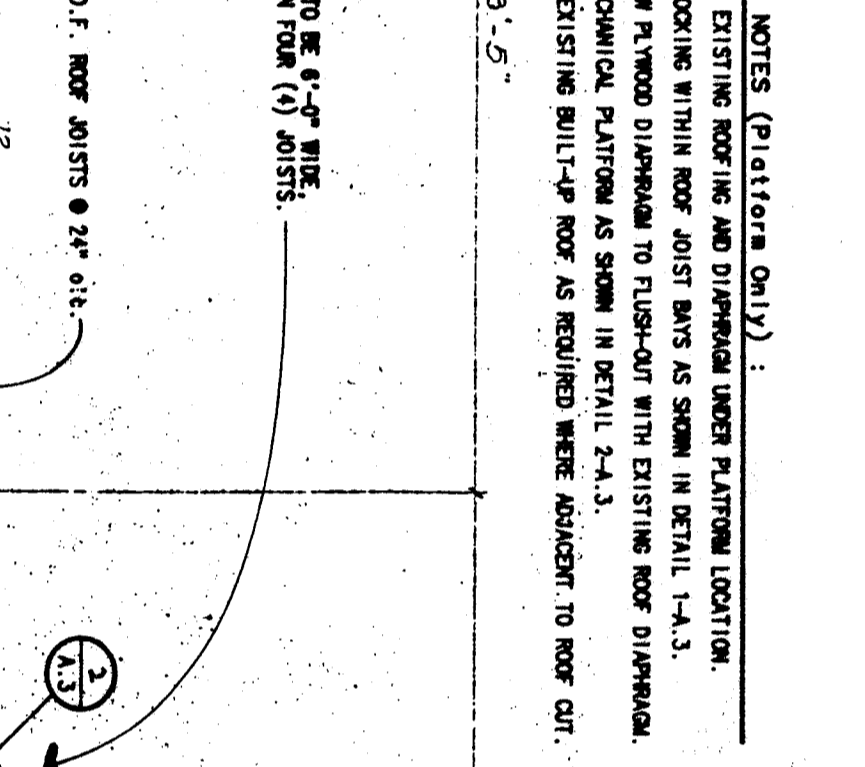 NOTES (Platform Only) :
EXISTING ROOFING AND DIAPHRAGM UNDER PLATFORM LOCATION.
OCKING WITHIN ROOF JOIST BAYS AS SHOWN IN DETAIL 1-A.3.
W PLYWOOD DIAPHRAGM TO FLUSH-OUT WITH EXISTING ROOF DIAPHRAGM.
CHANICAL PLATFORM AS SHOWN IN DETAIL 2-A.3.
EXISTING BUILT-UP ROOF AS REQUIRED WHERE ADJACENT TO ROOF CUT.
3'-5"
TO BE 6'-0" WIDE,
N FOUR (4) JOISTS.
D.F. ROOF JOISTS @ 24" o.c.
A.3